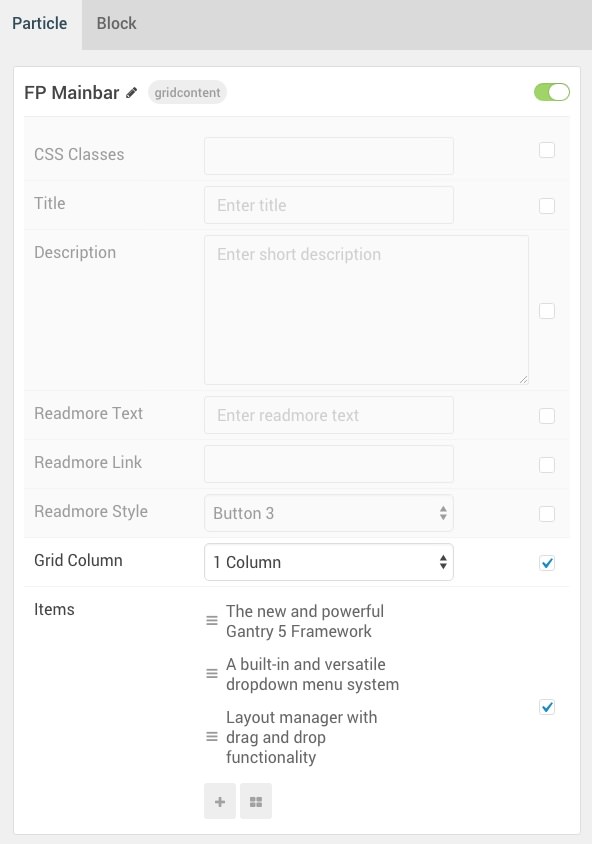 Particle Block
FP Mainbar gridcontent
CSS Classes
Title Enter title
Description Enter short description
Readmore Text Enter readmore text
Readmore Link
Readmore Style Button 3
Grid Column 1 Column
Items The new and powerful
Gantry 5 Framework
A built-in and versatile
dropdown menu system
Layout manager with
drag and drop
functionality